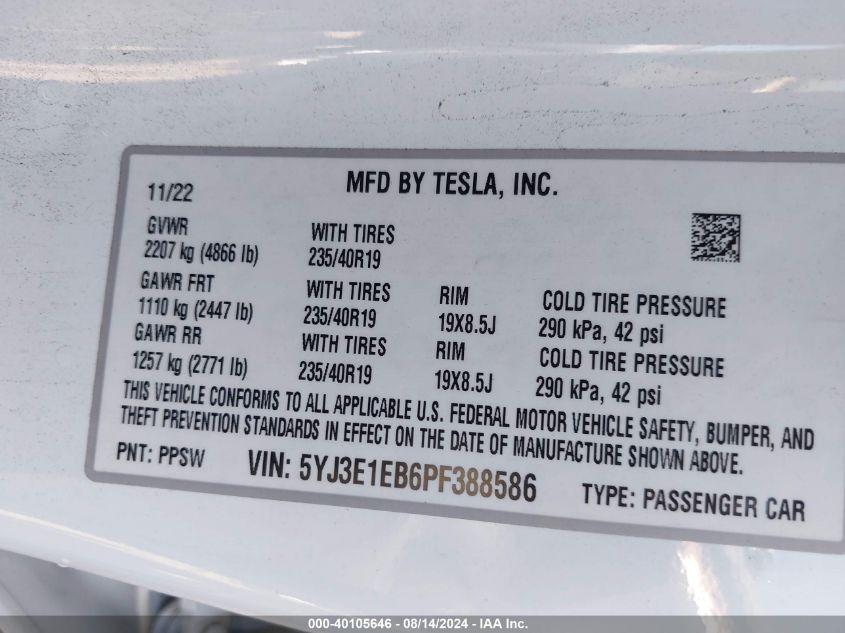 MFD BY TESLA, INC.
11/22
GVWR
2207 kg (4866 lb)
WITH TIRES
235/40R19
GAWR FRT
1110 kg (2447 lb)
WITH TIRES
235/40R19
RIM
19X8.5J
COLD TIRE PRESSURE
290 kPa, 42 psi
GAWR RR
1257 kg (2771 lb)
WITH TIRES
235/40R19
RIM
19X8.5J
COLD TIRE PRESSURE
290 kPa, 42 psi
THIS VEHICLE CONFORMS TO ALL APPLICABLE U.S. FEDERAL MOTOR VEHICLE SAFETY, BUMPER, AND
THEFT PREVENTION STANDARDS IN EFFECT ON THE DATE OF MANUFACTURE SHOWN ABOVE.
PNT: PPSW
VIN: 5YJ3E1EB6PF388586
TYPE: PASSENGER CAR
000-40105646 - 08/14/2024 - IAA Inc.